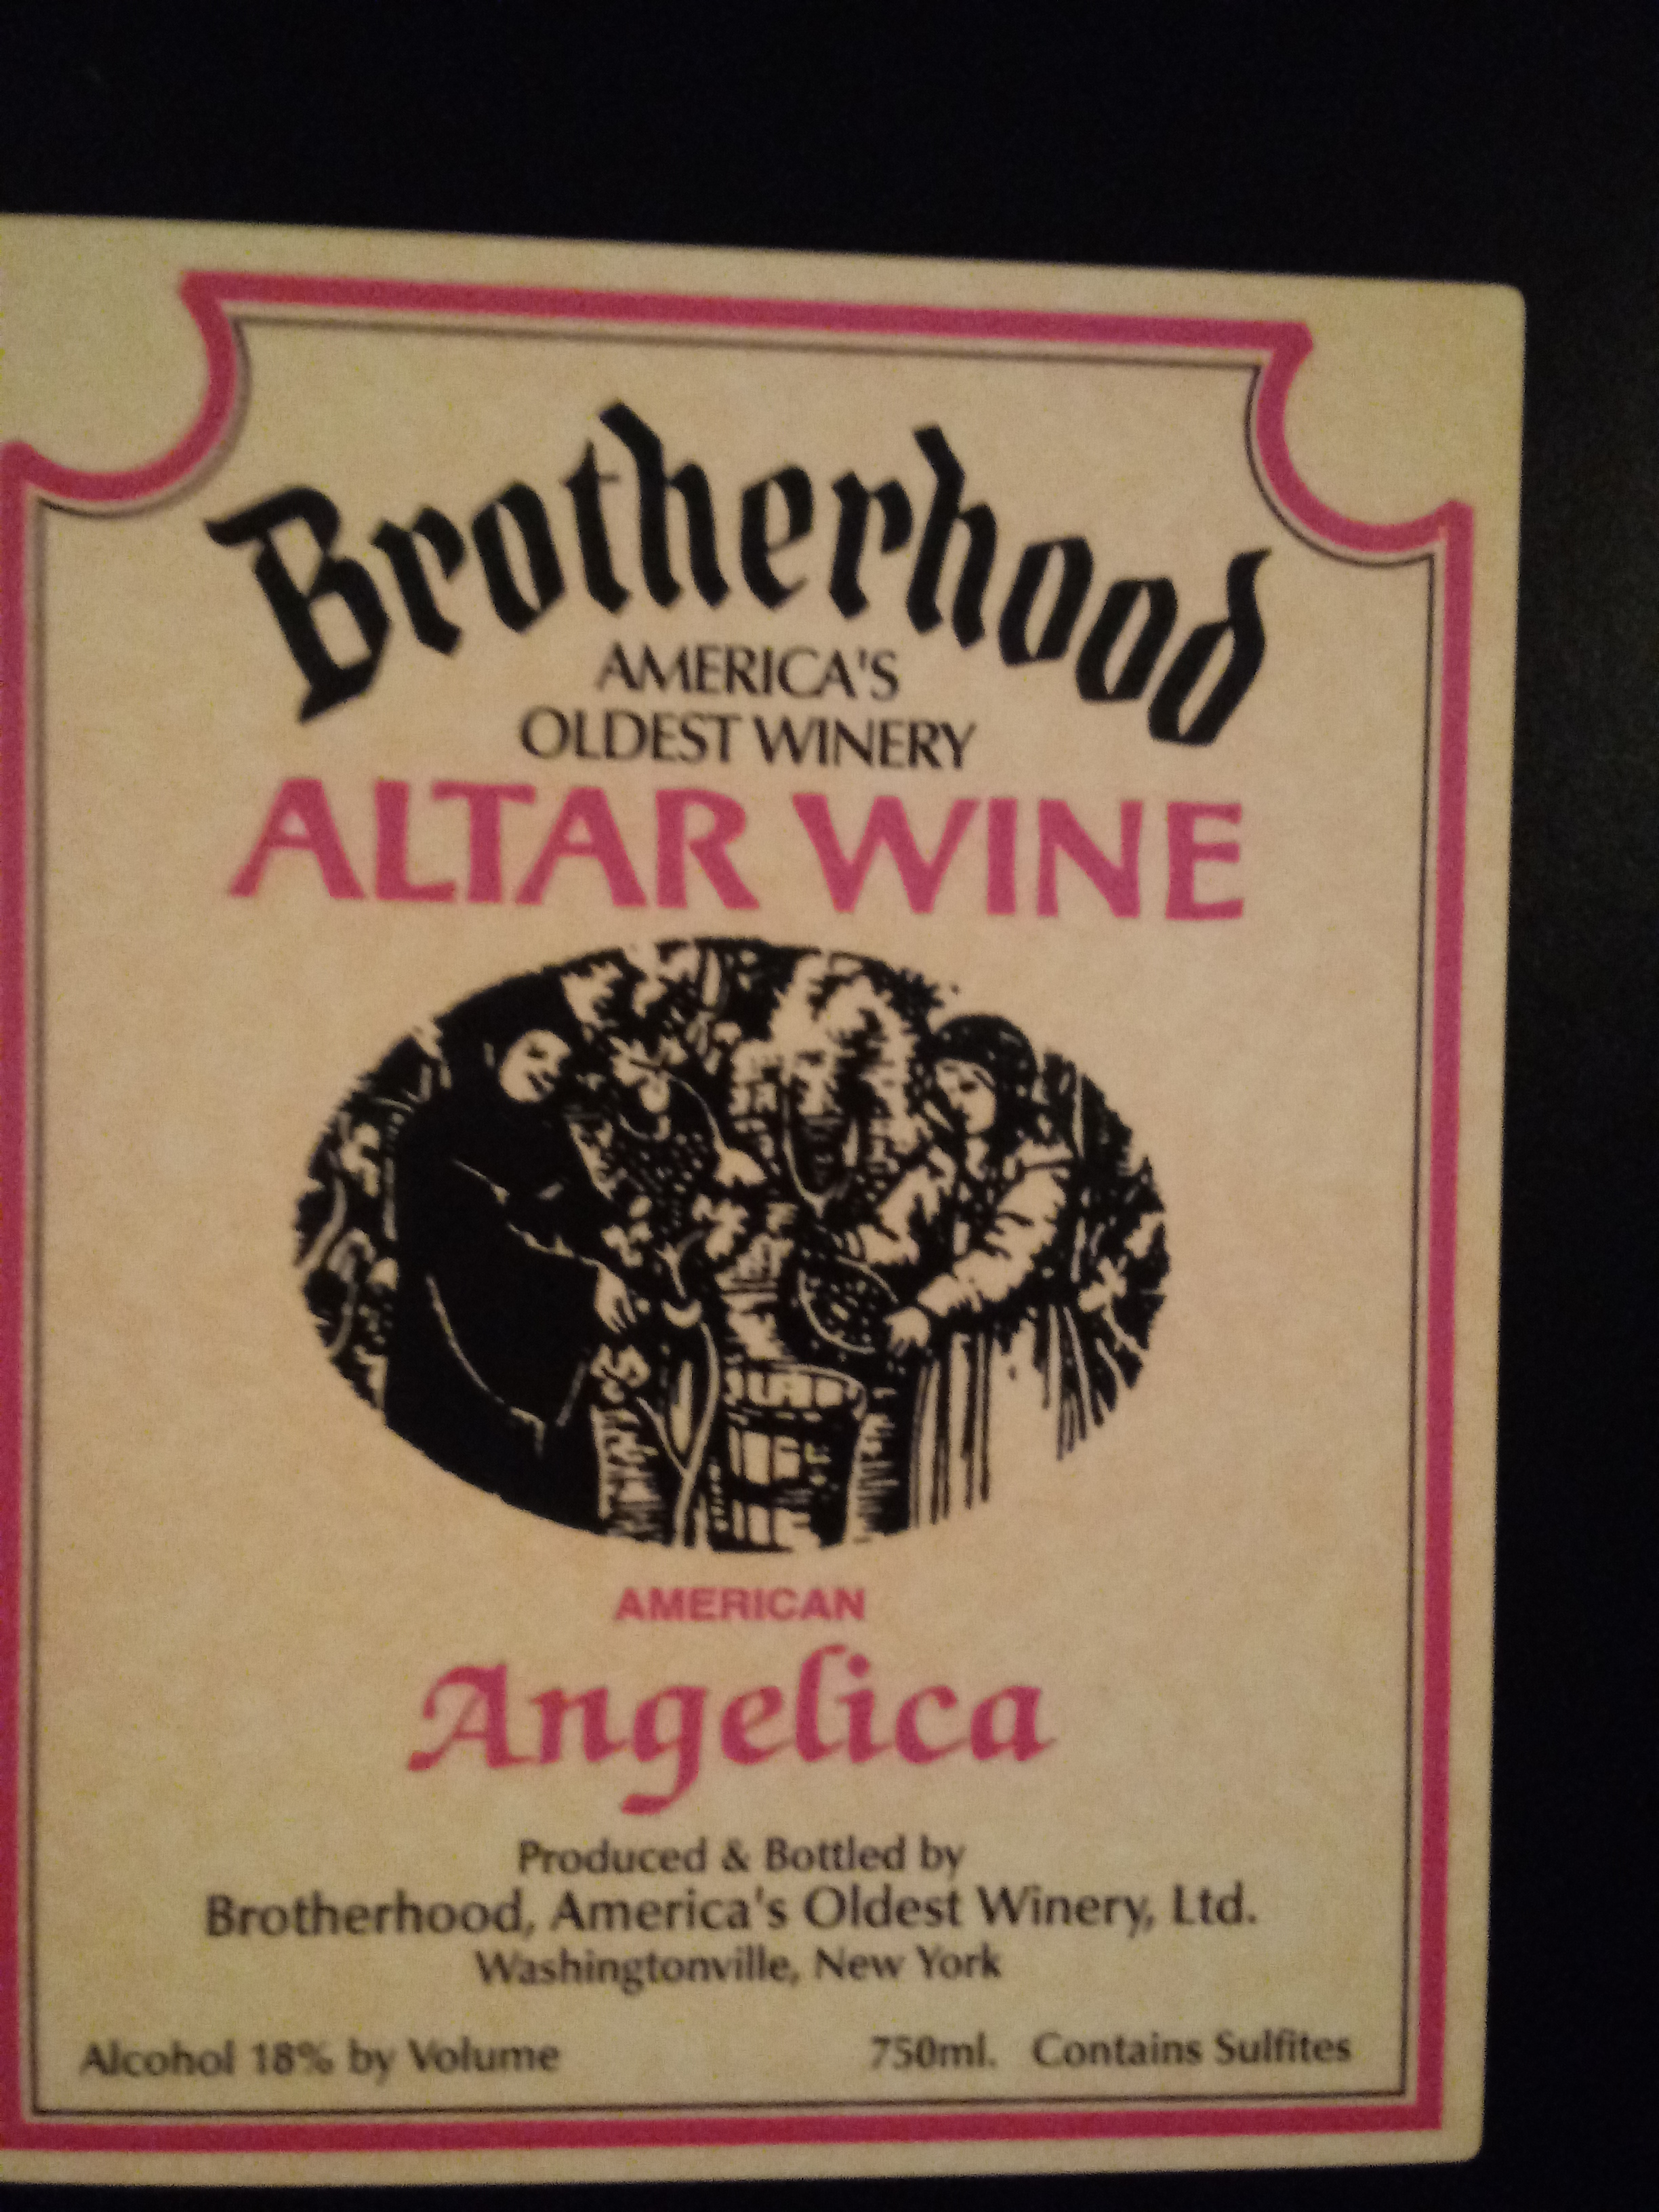 Brotherhood
AMERICA'S
OLDEST WINERY
ALTAR WINE
AMERICAN
Angelica
Produced & Bottled by
Brotherhood, America's Oldest Winery, Ltd.
Washingtonville, New York
Alcohol 18% by Volume 750ml. Contains Sulfites